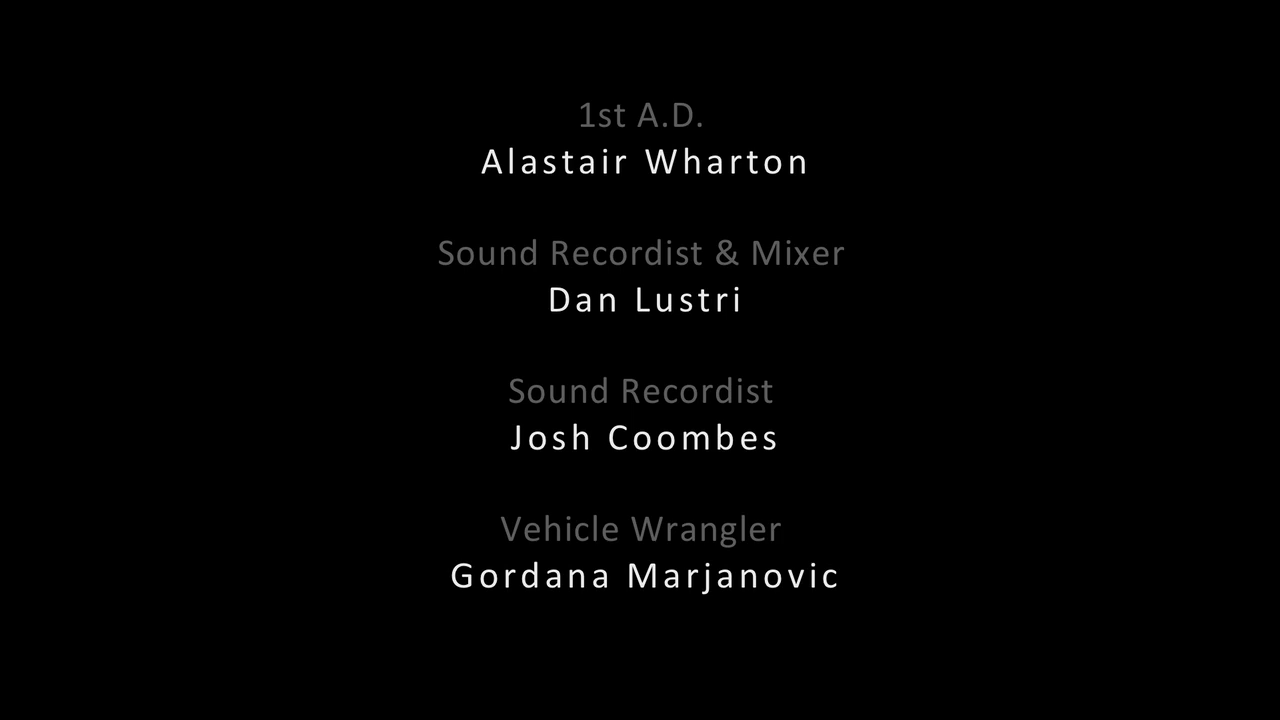 1st A.D.
Alastair Wharton
Sound Recordist & Mixer
Dan Lustri
Sound Recordist
Josh Coombes
Vehicle Wrangler
Gordana Marjanovic